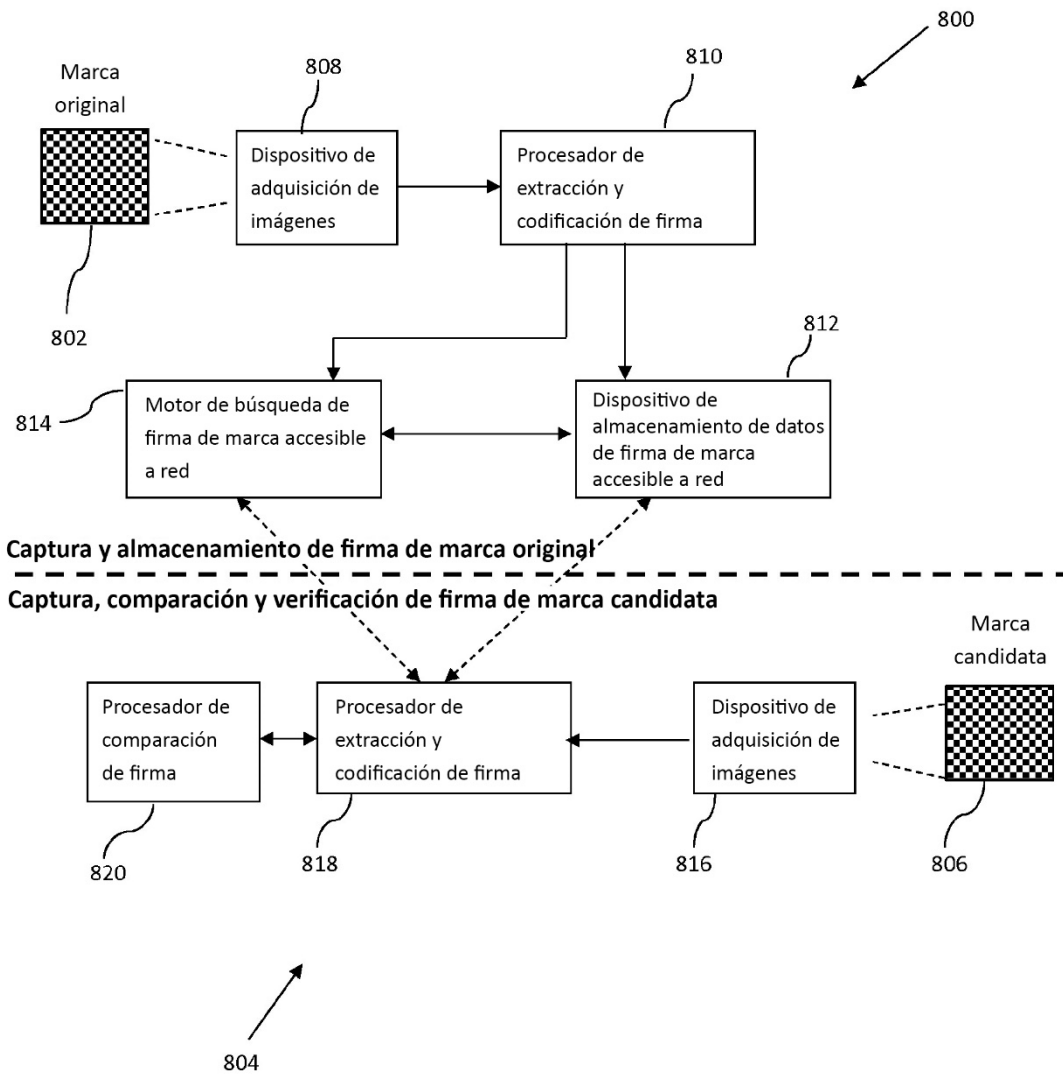 800
808
810
Marca
original
Dispositivo de
adquisición de
imágenes
Procesador de
extracción y
codificación de firma
802
812
814
Motor de búsqueda de
firma de marca accesible
a red
Dispositivo de
almacenamiento de datos
de firma de marca
accesible a red
Captura y almacenamiento de firma de marca original
Captura, comparación y verificación de firma de marca candidata
Marca
candidata
Procesador de
comparación
de firma
Procesador de
extracción y
codificación de firma
Dispositivo de
adquisición de
imágenes
820
818
816
806
804